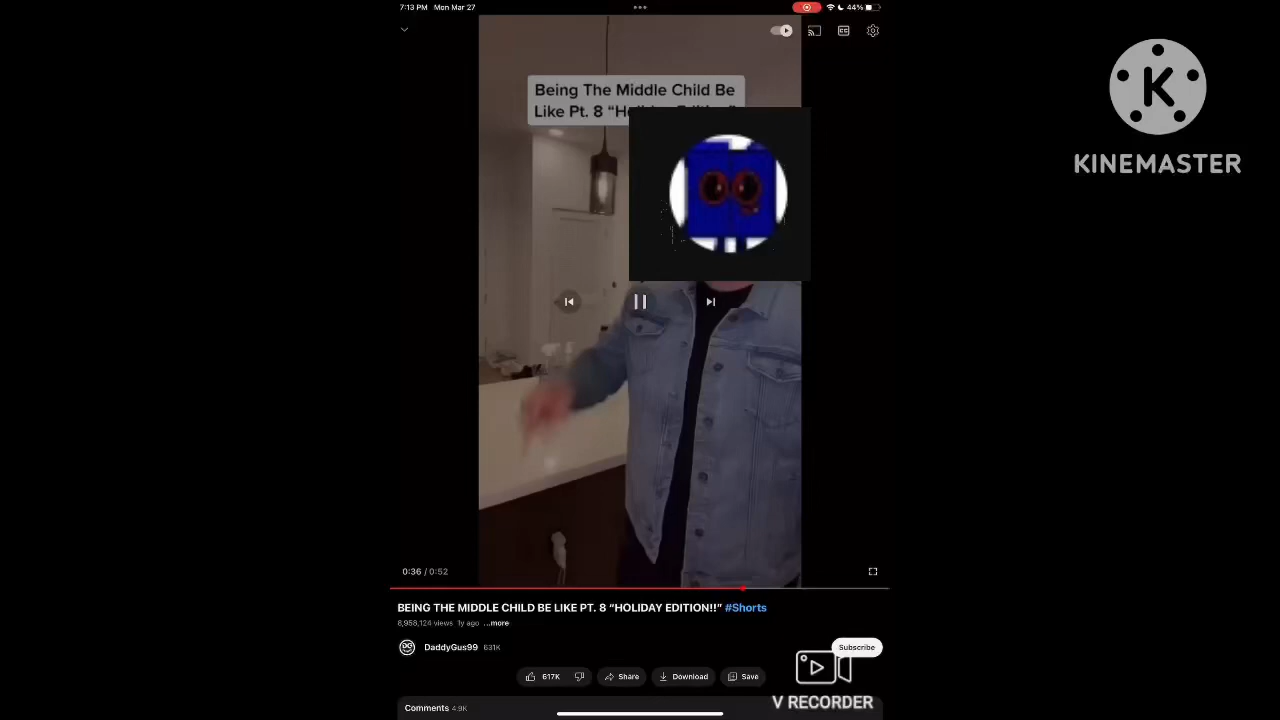 7:13 PM Mon Mar 27
44%
Being The Middle Child Be
Like Pt. 8
K
KINEMASTER
CC
0:36 / 0:52
BEING THE MIDDLE CHILD BE LIKE PT. 8 “HOLIDAY EDITION!!” #Shorts
8,958,124 views 1y ago ...more
DaddyGus99 631K
Subscribe
617K Share Download Save
V RECORDER
Comments 4.9K